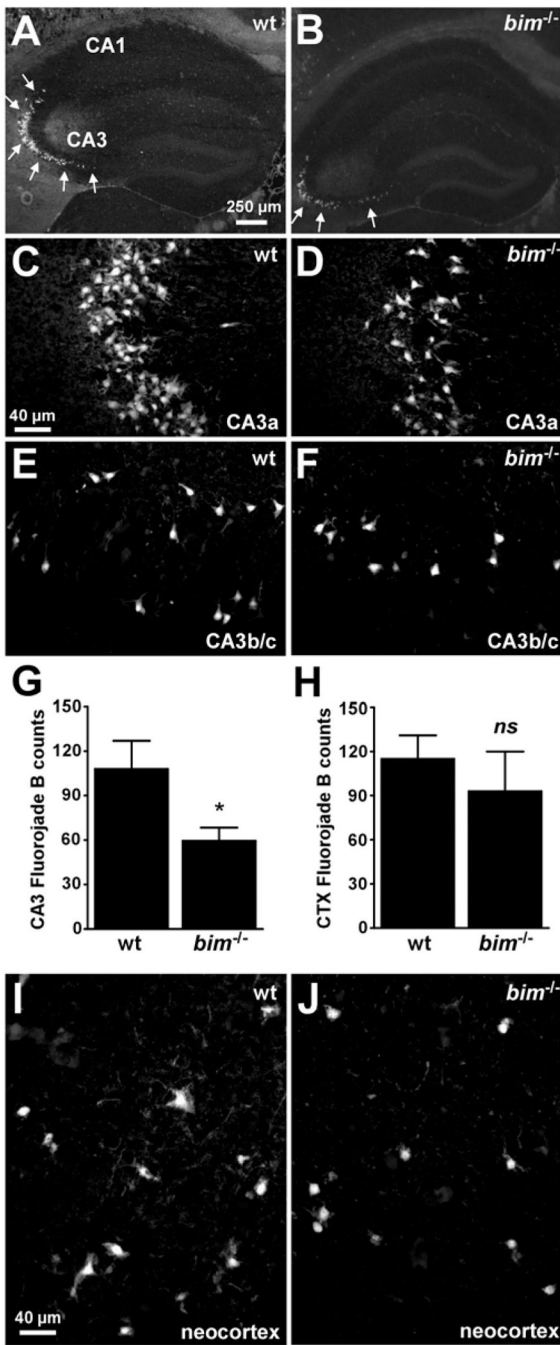 A
wt
CA1
CA3
250 µm
B
bim-/-
C
wt
40 µm
CA3a
D
bim-/-
CA3a
E
wt
CA3b/c
F
bim-/-
CA3b/c
G
CA3 Fluorojade B counts
150
120
90
60
30
0
*
wt
bim-/-
H
CTX Fluorojade B counts
150
120
90
60
30
0
ns
wt
bim-/-
I
wt
40 µm
neocortex
J
bim-/-
neocortex